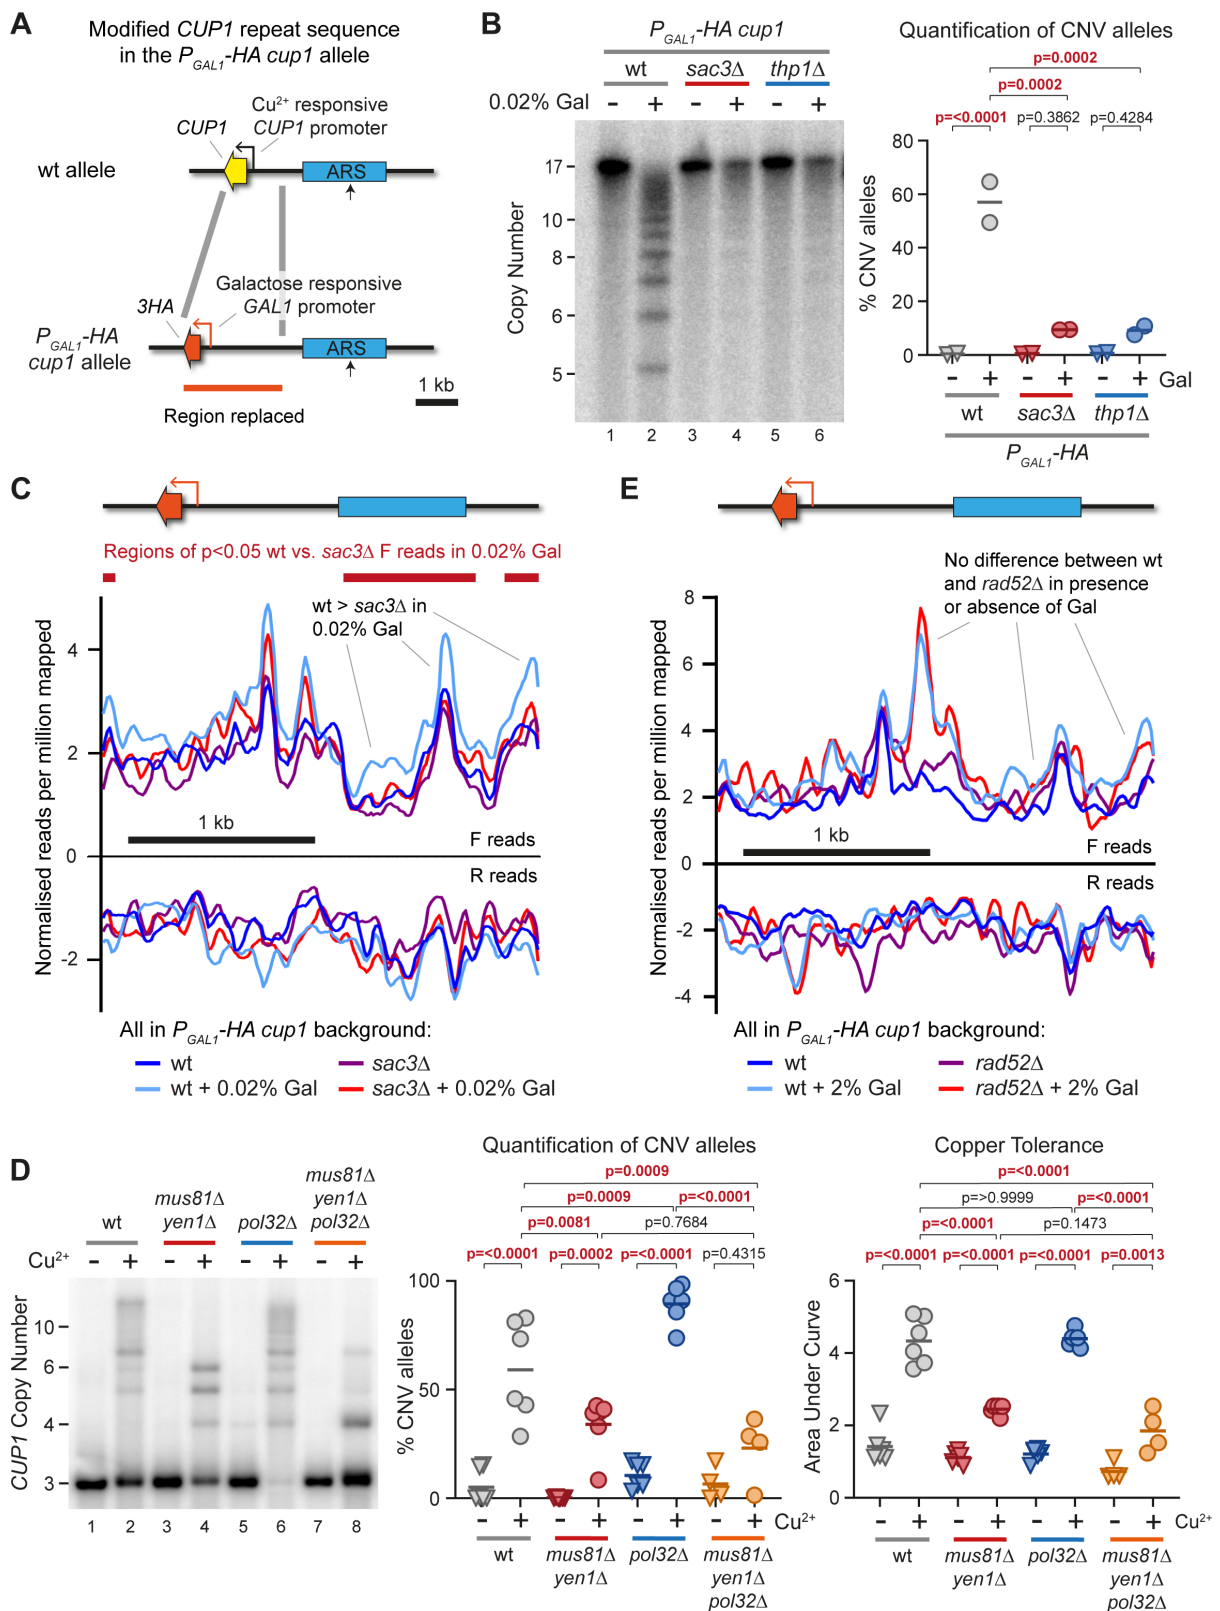 A
Modified CUP1 repeat sequence
in the P_GAL1-HA cup1 allele
Cu²⁺ responsive
CUP1
CUP1 promoter
wt allele
ARS
Galactose responsive
3HA
GAL1 promoter
P_GAL1-HA
cup1 allele
ARS
1 kb
Region replaced
B
P_GAL1-HA cup1
wt sac3Δ thp1Δ
0.02% Gal - + - + - +
Copy Number
17
10
8
6
5
1 2 3 4 5 6
Quantification of CNV alleles
p=0.0002
p=0.0002
p=<0.0001 p=0.3862 p=0.4284
% CNV alleles
80
60
40
20
0
- + - + - + Gal
wt sac3Δ thp1Δ
P_GAL1-HA
C
Regions of p<0.05 wt vs. sac3Δ F reads in 0.02% Gal
wt > sac3Δ in
0.02% Gal
Normalised reads per million mapped
4
2
0
-2
1 kb
F reads
R reads
All in P_GAL1-HA cup1 background:
wt sac3Δ
wt + 0.02% Gal sac3Δ + 0.02% Gal
E
No difference between wt
and rad52Δ in presence
or absence of Gal
Normalised reads per million mapped
8
6
4
2
0
-2
-4
1 kb
F reads
R reads
All in P_GAL1-HA cup1 background:
wt rad52Δ
wt + 2% Gal rad52Δ + 2% Gal
D
wt mus81Δ yen1Δ pol32Δ mus81Δ yen1Δ pol32Δ
Cu²⁺ - + - + - + - +
CUP1 Copy Number
10
6
4
3
1 2 3 4 5 6 7 8
Quantification of CNV alleles
p=0.0009
p=0.0009 p=<0.0001
p=0.0081 p=0.7684
p=<0.0001 p=0.0002 p=<0.0001 p=0.4315
% CNV alleles
100
50
0
- + - + - + - + Cu²⁺
wt mus81Δ pol32Δ mus81Δ
yen1Δ yen1Δ
pol32Δ
Copper Tolerance
p=<0.0001
p=>0.9999 p=<0.0001
p=<0.0001 p=0.1473
p=<0.0001 p=<0.0001 p=<0.0001 p=0.0013
Area Under Curve
6
4
2
0
- + - + - + - + Cu²⁺
wt mus81Δ pol32Δ mus81Δ
yen1Δ yen1Δ
pol32Δ